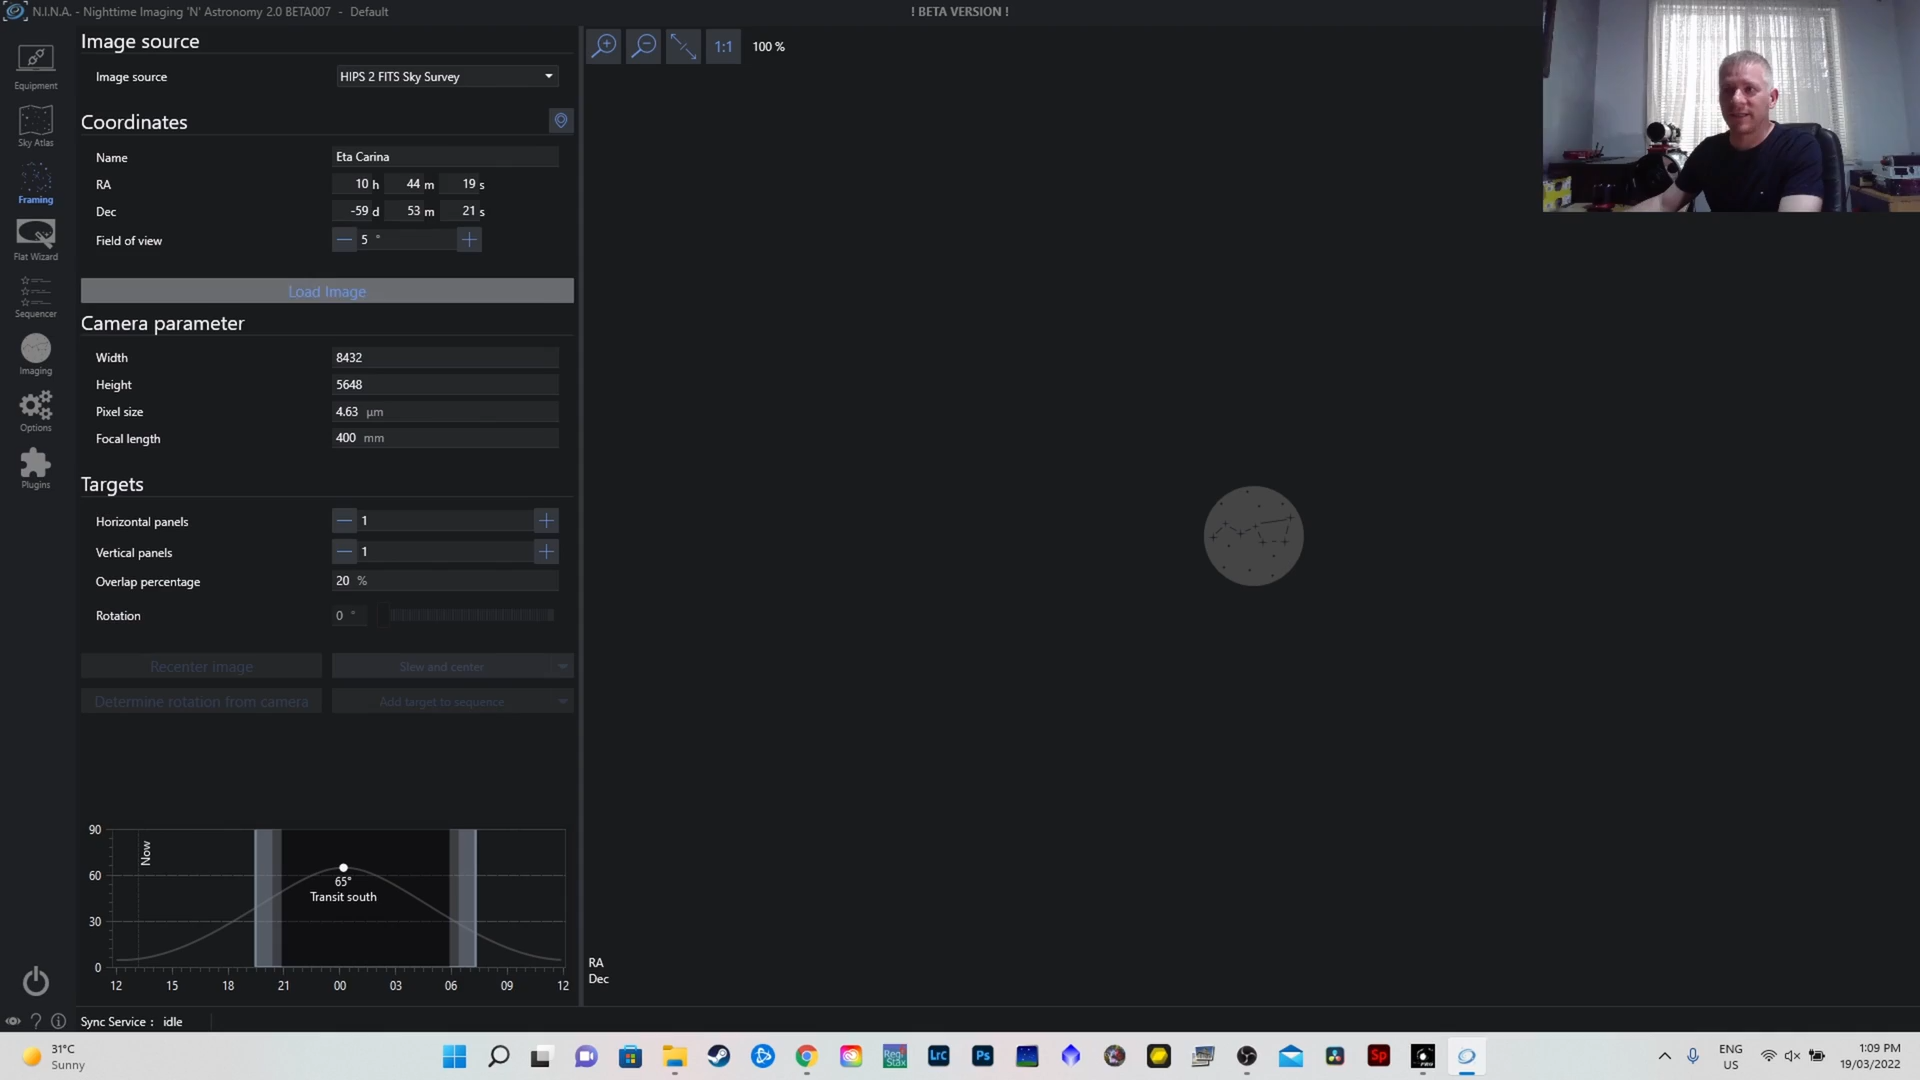 N.I.N.A. - Nighttime Imaging 'N' Astronomy 2.0 BETA007 - Default
! BETA VERSION !
Equipment
Sky Atlas
Framing
Flat Wizard
Sequencer
Imaging
Options
Plugins
Image source
Image source HIPS 2 FITS Sky Survey
Coordinates
Name Eta Carina
RA 10 h 44 m 19 s
Dec -59 d 53 m 21 s
Field of view 5 °
Load Image
Camera parameter
Width 8432
Height 5648
Pixel size 4.63 µm
Focal length 400 mm
Targets
Horizontal panels 1
Vertical panels 1
Overlap percentage 20 %
Rotation 0 °
Recenter image Slew and center
Determine rotation from camera Add target to sequence
90
60
30
0
Now
65°
Transit south
12 15 18 21 00 03 06 09 12
1:1 100 %
RA
Dec
Sync Service : idle
31°C
Sunny
Regi
Stax
LrC
Ps
Sp
ENG
US
1:09 PM
19/03/2022